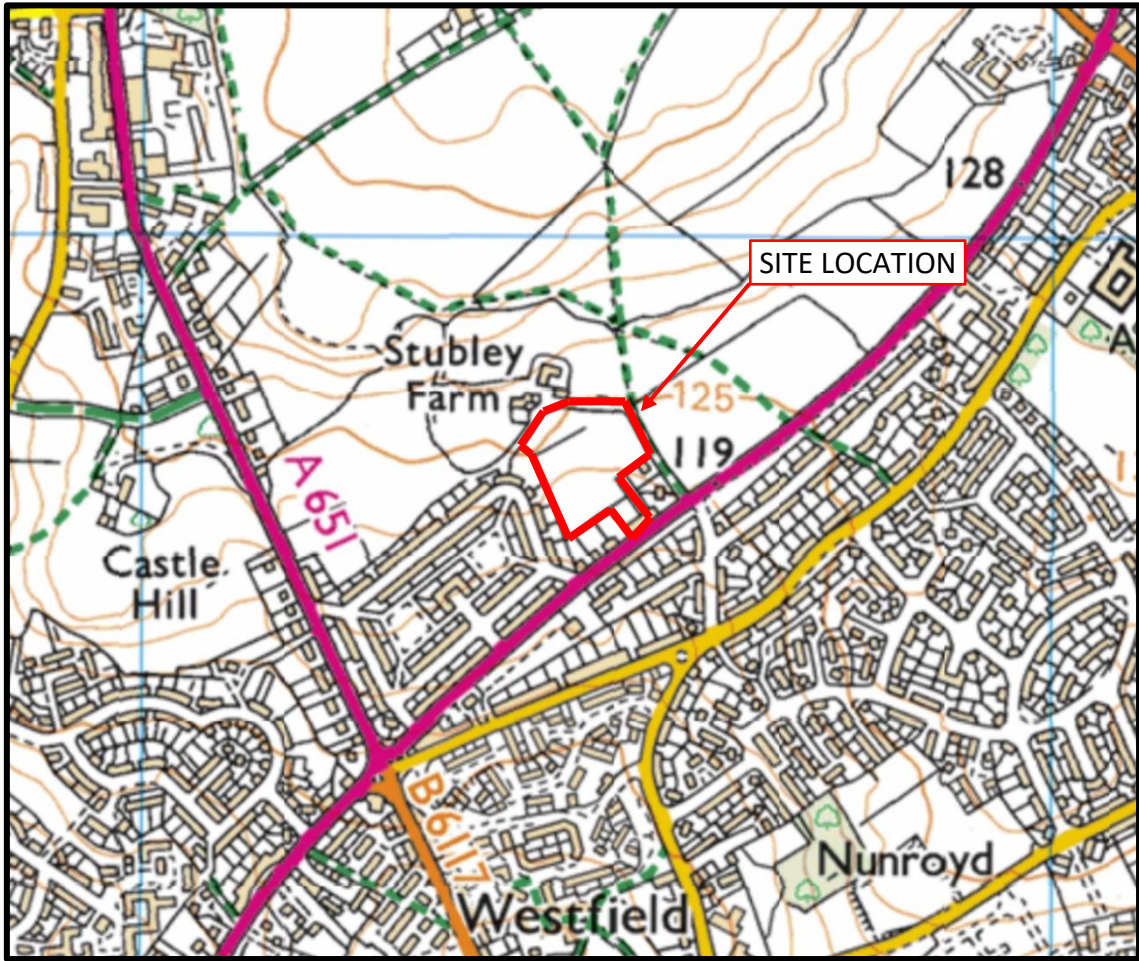 128
SITE LOCATION
Stubley
Farm
125
119
A 651
Castle
Hill
B6117
Nunroyd
Westfield